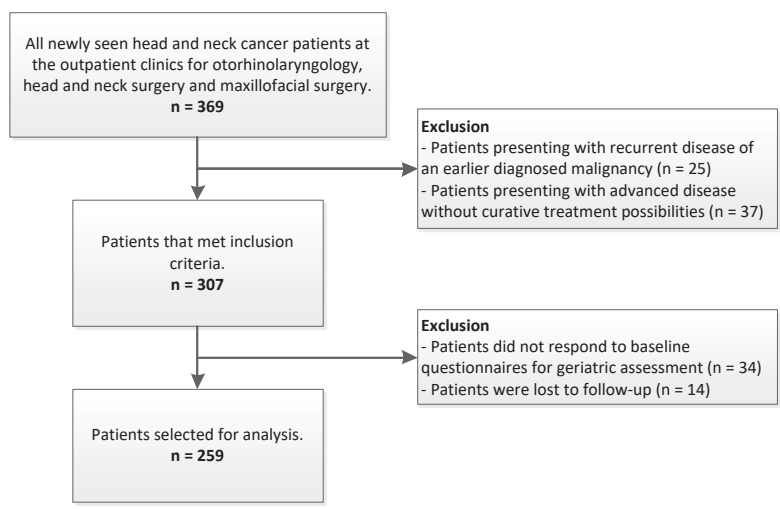 All newly seen head and neck cancer patients at
the outpatient clinics for otorhinolaryngology,
head and neck surgery and maxillofacial surgery.
n = 369
Exclusion
- Patients presenting with recurrent disease of
an earlier diagnosed malignancy (n = 25)
- Patients presenting with advanced disease
without curative treatment possibilities (n = 37)
Patients that met inclusion
criteria.
n = 307
Exclusion
- Patients did not respond to baseline
questionnaires for geriatric assessment (n = 34)
- Patients were lost to follow-up (n = 14)
Patients selected for analysis.
n = 259